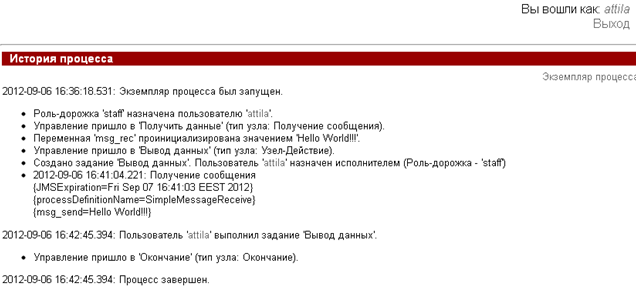 Вы вошли как: attila
Выход
История процесса
Экземпляр процесса
2012-09-06 16:36:18.531: Экземпляр процесса был запущен.
Роль-дорожка 'staff' назначена пользователю 'attila'.
Управление пришло в 'Получить данные' (тип узла: Получение сообщения).
Переменная 'msg_rec' проинициализирована значением 'Hello World!!!'.
Управление пришло в 'Вывод данных' (тип узла: Узел-Действие).
Создано задание 'Вывод данных'. Пользователь 'attila' назначен исполнителем (Роль-дорожка - 'staff')
2012-09-06 16:41:04.221: Получение сообщения
{JMSExpiration=Fri Sep 07 16:41:03 EEST 2012}
{processDefinitionName=SimpleMessageReceive}
{msg_send=Hello World!!!}
2012-09-06 16:42:45.394: Пользователь 'attila' выполнил задание 'Вывод данных'.
Управление пришло в 'Окончание' (тип узла: Окончание).
2012-09-06 16:42:45.394: Процесс завершен.